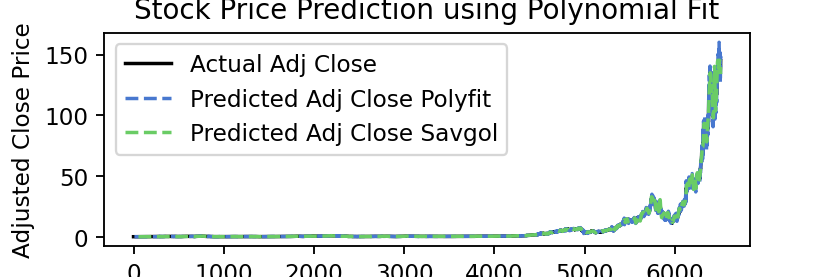 Stock Price Prediction using Polynomial Fit
Adjusted Close Price
150
100
50
0
Actual Adj Close
Predicted Adj Close Polyfit
Predicted Adj Close Savgol
0 1000 2000 3000 4000 5000 6000